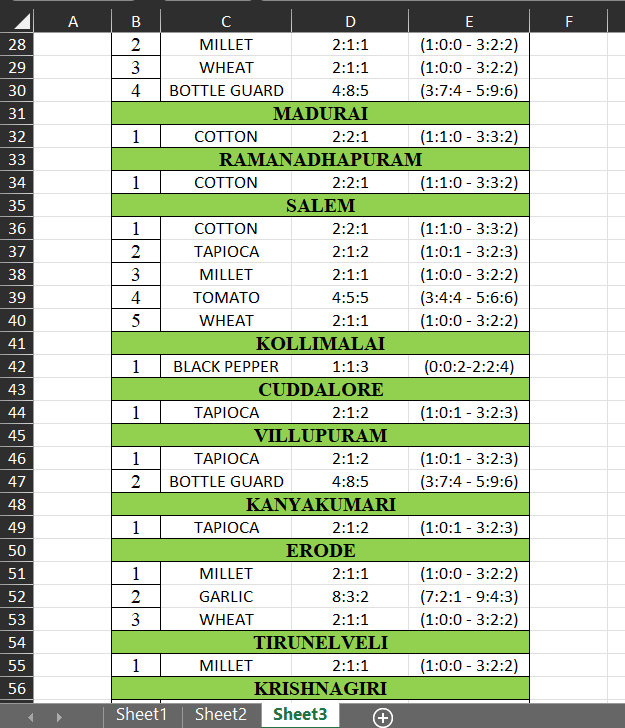 A B C D E F
28 2 MILLET 2:1:1 (1:0:0 - 3:2:2)
29 3 WHEAT 2:1:1 (1:0:0 - 3:2:2)
30 4 BOTTLE GUARD 4:8:5 (3:7:4 - 5:9:6)
31 MADURAI
32 1 COTTON 2:2:1 (1:1:0 - 3:3:2)
33 RAMANADHAPURAM
34 1 COTTON 2:2:1 (1:1:0 - 3:3:2)
35 SALEM
36 1 COTTON 2:2:1 (1:1:0 - 3:3:2)
37 2 TAPIOCA 2:1:2 (1:0:1 - 3:2:3)
38 3 MILLET 2:1:1 (1:0:0 - 3:2:2)
39 4 TOMATO 4:5:5 (3:4:4 - 5:6:6)
40 5 WHEAT 2:1:1 (1:0:0 - 3:2:2)
41 KOLLIMALAI
42 1 BLACK PEPPER 1:1:3 (0:0:2-2:2:4)
43 CUDDALORE
44 1 TAPIOCA 2:1:2 (1:0:1 - 3:2:3)
45 VILLUPURAM
46 1 TAPIOCA 2:1:2 (1:0:1 - 3:2:3)
47 2 BOTTLE GUARD 4:8:5 (3:7:4 - 5:9:6)
48 KANYAKUMARI
49 1 TAPIOCA 2:1:2 (1:0:1 - 3:2:3)
50 ERODE
51 1 MILLET 2:1:1 (1:0:0 - 3:2:2)
52 2 GARLIC 8:3:2 (7:2:1 - 9:4:3)
53 3 WHEAT 2:1:1 (1:0:0 - 3:2:2)
54 TIRUNELVELI
55 1 MILLET 2:1:1 (1:0:0 - 3:2:2)
56 KRISHNAGIRI
Sheet1 Sheet2 Sheet3